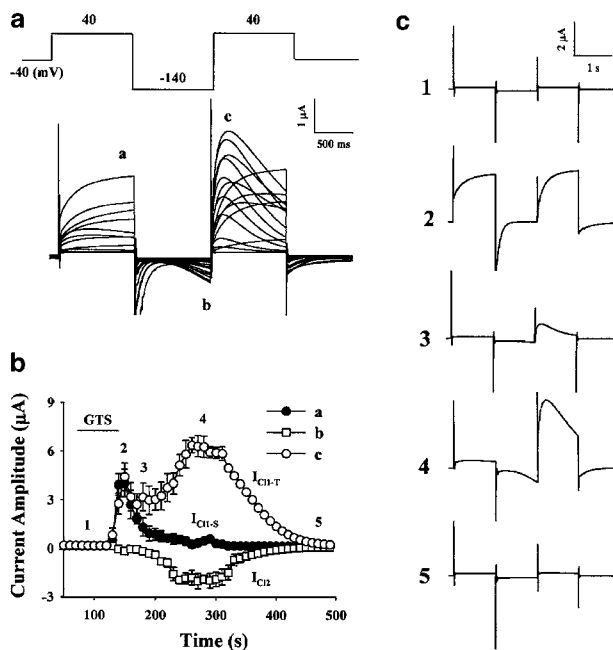 a
40
40
-40 (mV)
-140
a
c
b
1 µA
500 ms
b
Current Amplitude (µA)
9
6
3
0
-3
GTS
1
2
3
4
5
a
b
c
I_Cl1-T
I_Cl1-S
I_Cl2
100
200
300
400
500
Time (s)
c
2 µA
1 s
1
2
3
4
5